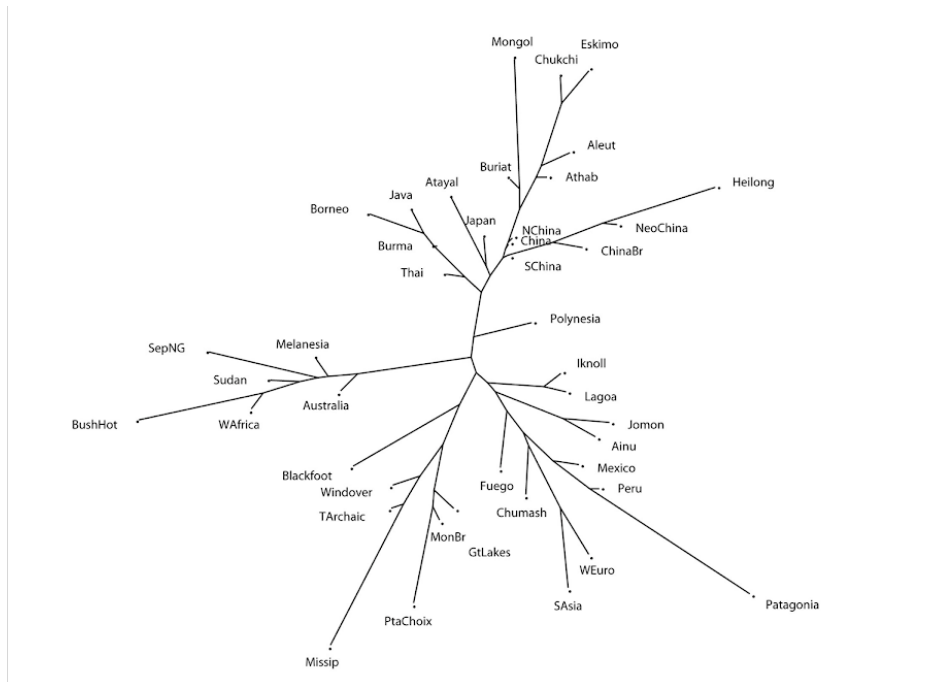 Mongol
Eskimo
Chukchi
Aleut
Buriat
Athab
Atayal
Heilong
Java
Borneo
Japan
NChina
NeoChina
China
Burma
ChinaBr
SChina
Thai
Polynesia
Melanesia
SepNG
Iknoll
Sudan
Lagoa
Australia
BushHot
WAfrica
Jomon
Ainu
Mexico
Blackfoot
Fuego
Peru
Windover
Chumash
TArchaic
MonBr
GtLakes
WEuro
SAsia
Patagonia
PtaChoix
Missip